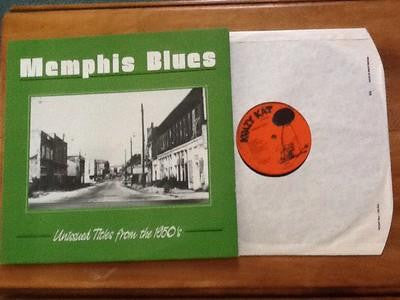 Memphis Blues
Unissued Titles from the 1950's
KRAZY KAT